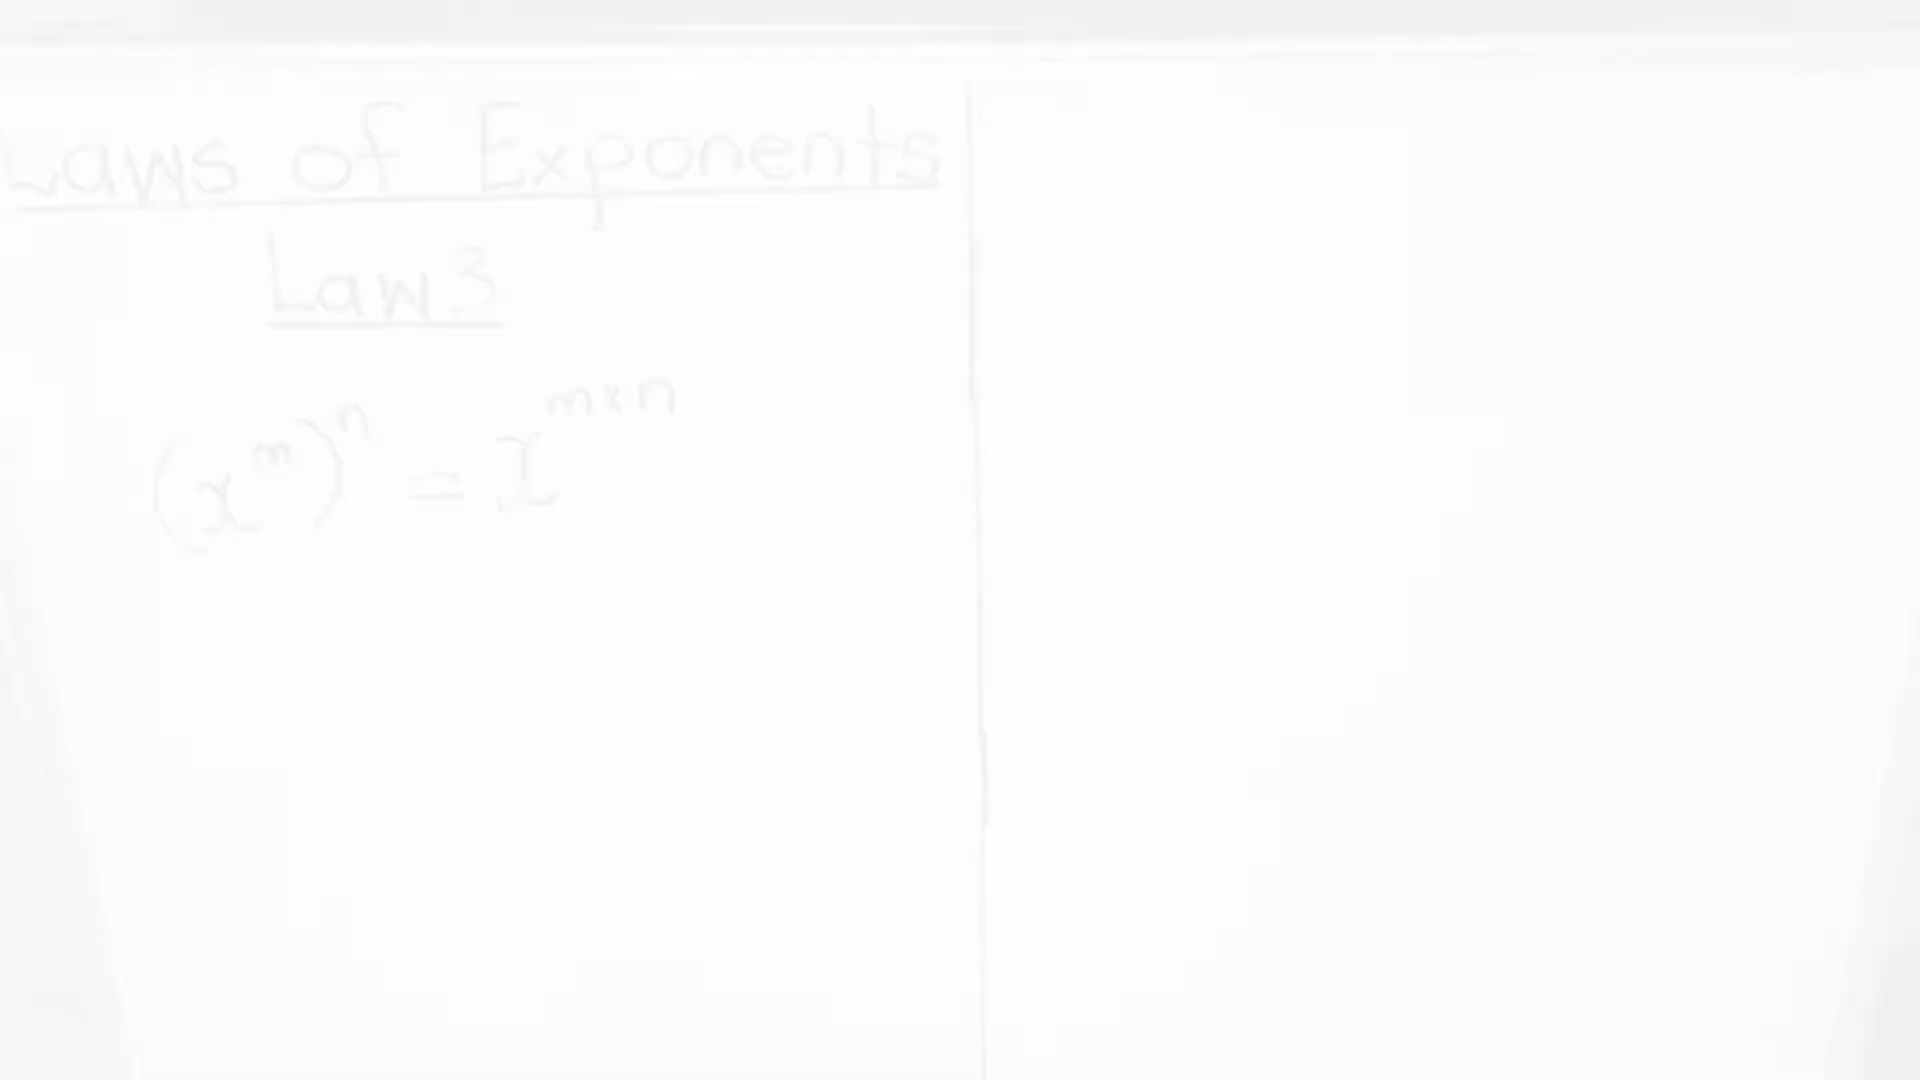 Laws of Exponents
Law 3
(x^m)^n = x^{m×n}